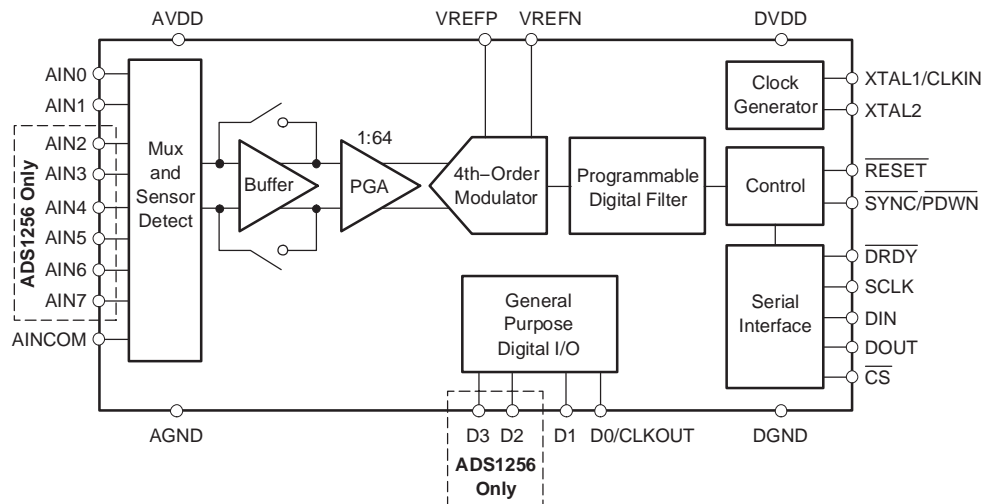 AVDD
VREFP
VREFN
DVDD
AIN0
AIN1
AIN2
AIN3
AIN4
AIN5
AIN6
AIN7
AINCOM
ADS1256 Only
Mux
and
Sensor
Detect
Buffer
1:64
PGA
4th–Order
Modulator
Programmable
Digital Filter
Clock
Generator
XTAL1/CLKIN
XTAL2
Control
RESET
SYNC/PDWN
Serial
Interface
DRDY
SCLK
DIN
DOUT
CS
General
Purpose
Digital I/O
AGND
D3
D2
D1
D0/CLKOUT
DGND
ADS1256
Only